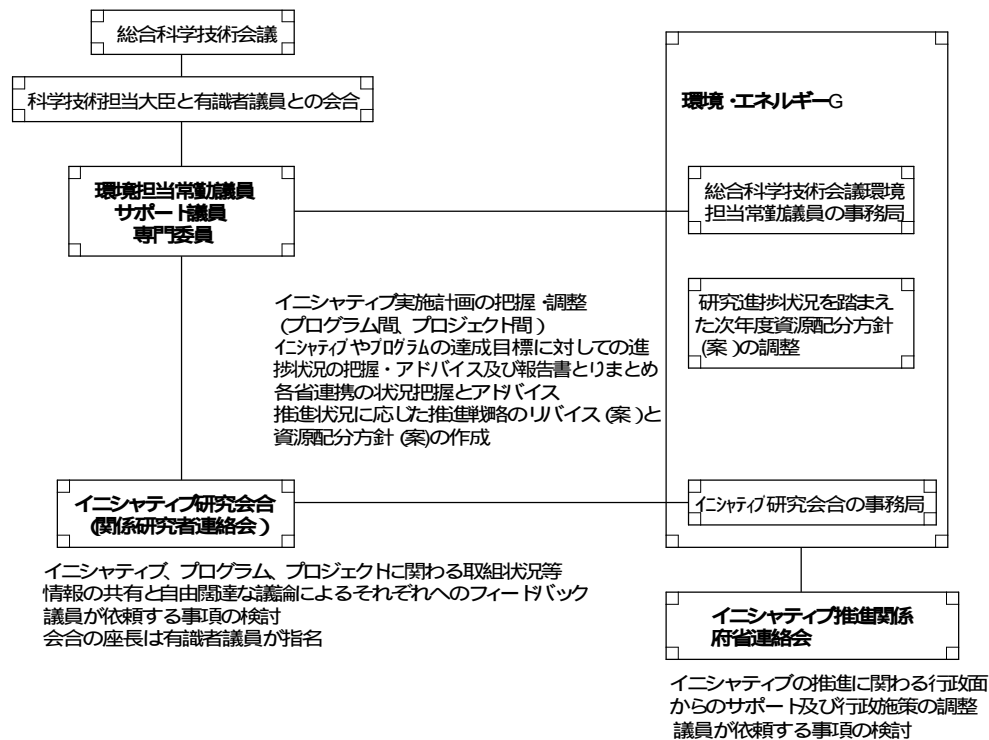 総合科学技術会議
科学技術担当大臣と有識者議員との会合
環境・エネルギーG
環境担当常勤議員
サポート議員
専門委員
総合科学技術会議環境
担当常勤議員の事務局
イニシャティブ実施計画の把握・調整
(プログラム間、プロジェクト間)
イニシャティブやプログラムの達成目標に対しての進
捗状況の把握・アドバイス及び報告書とりまとめ
各省連携の状況把握とアドバイス
推進状況に応じた推進戦略のリバイス(案)と
資源配分方針(案)の作成
研究進捗状況を踏まえ
た次年度資源配分方針
(案)の調整
イニシャティブ研究会合
(関係研究者連絡会)
イニシャティブ研究会合の事務局
イニシャティブ、プログラム、プロジェクトに関わる取組状況等
情報の共有と自由闊達な議論によるそれぞれへのフィードバック
議員が依頼する事項の検討
会合の座長は有識者議員が指名
イニシャティブ推進関係
府省連絡会
イニシャティブの推進に関わる行政面
からのサポート及び行政施策の調整
議員が依頼する事項の検討